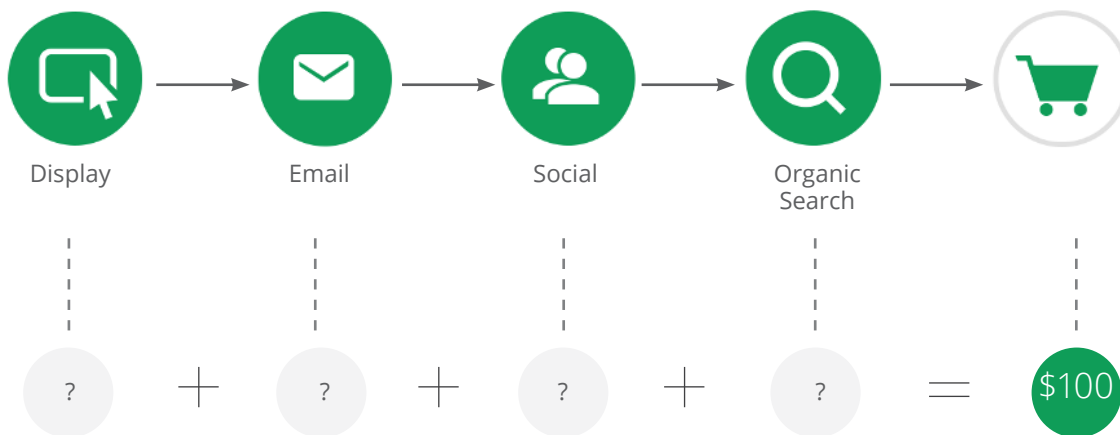 Display
Email
Social
Organic
Search
? + ? + ? + ? = $100